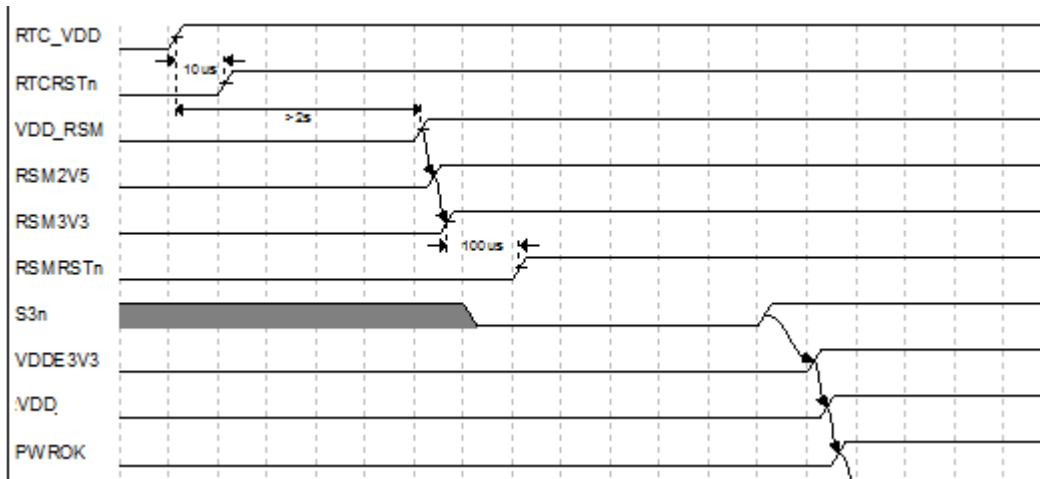 RTC_VDD
10us
RTCRSTn
>2s
VDD_RSM
RSM2V5
RSM3V3
100us
RSMRSTn
S3n
VDDE3V3
VDD
PWROK